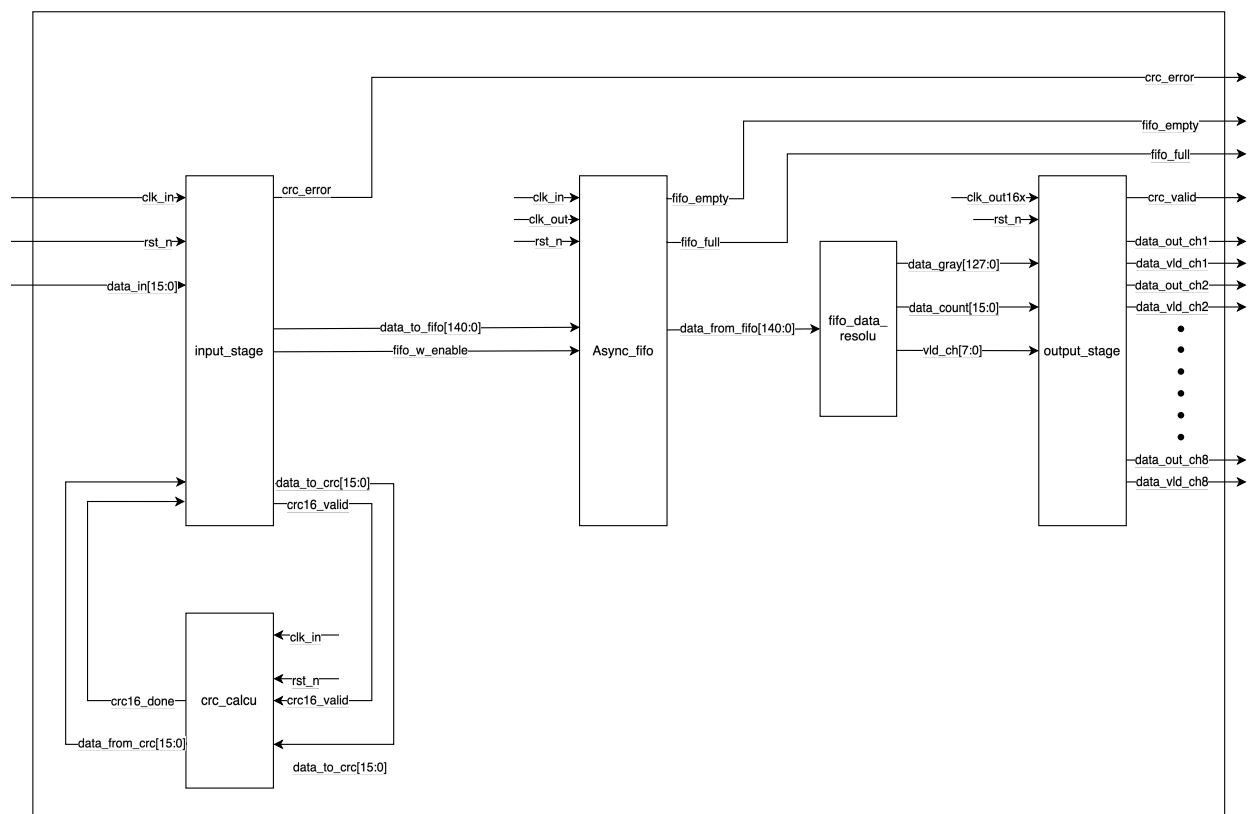 crc_error
fifo_empty
fifo_full
clk_in
crc_error
clk_in
fifo_empty
clk_out16x
crc_valid
clk_out
rst_n
rst_n
rst_n
fifo_full
data_out_ch1
data_gray[127:0]
data_vld_ch1
data_in[15:0]
data_out_ch2
data_count[15:0]
data_vld_ch2
data_to_fifo[140:0]
data_from_fifo[140:0]
fifo_data_
resolu
input_stage
fifo_w_enable
Async_fifo
vld_ch[7:0]
output_stage
data_out_ch8
data_vld_ch8
data_to_crc[15:0]
crc16_valid
clk_in
rst_n
crc16_done
crc_calcu
crc16_valid
data_from_crc[15:0]
data_to_crc[15:0]